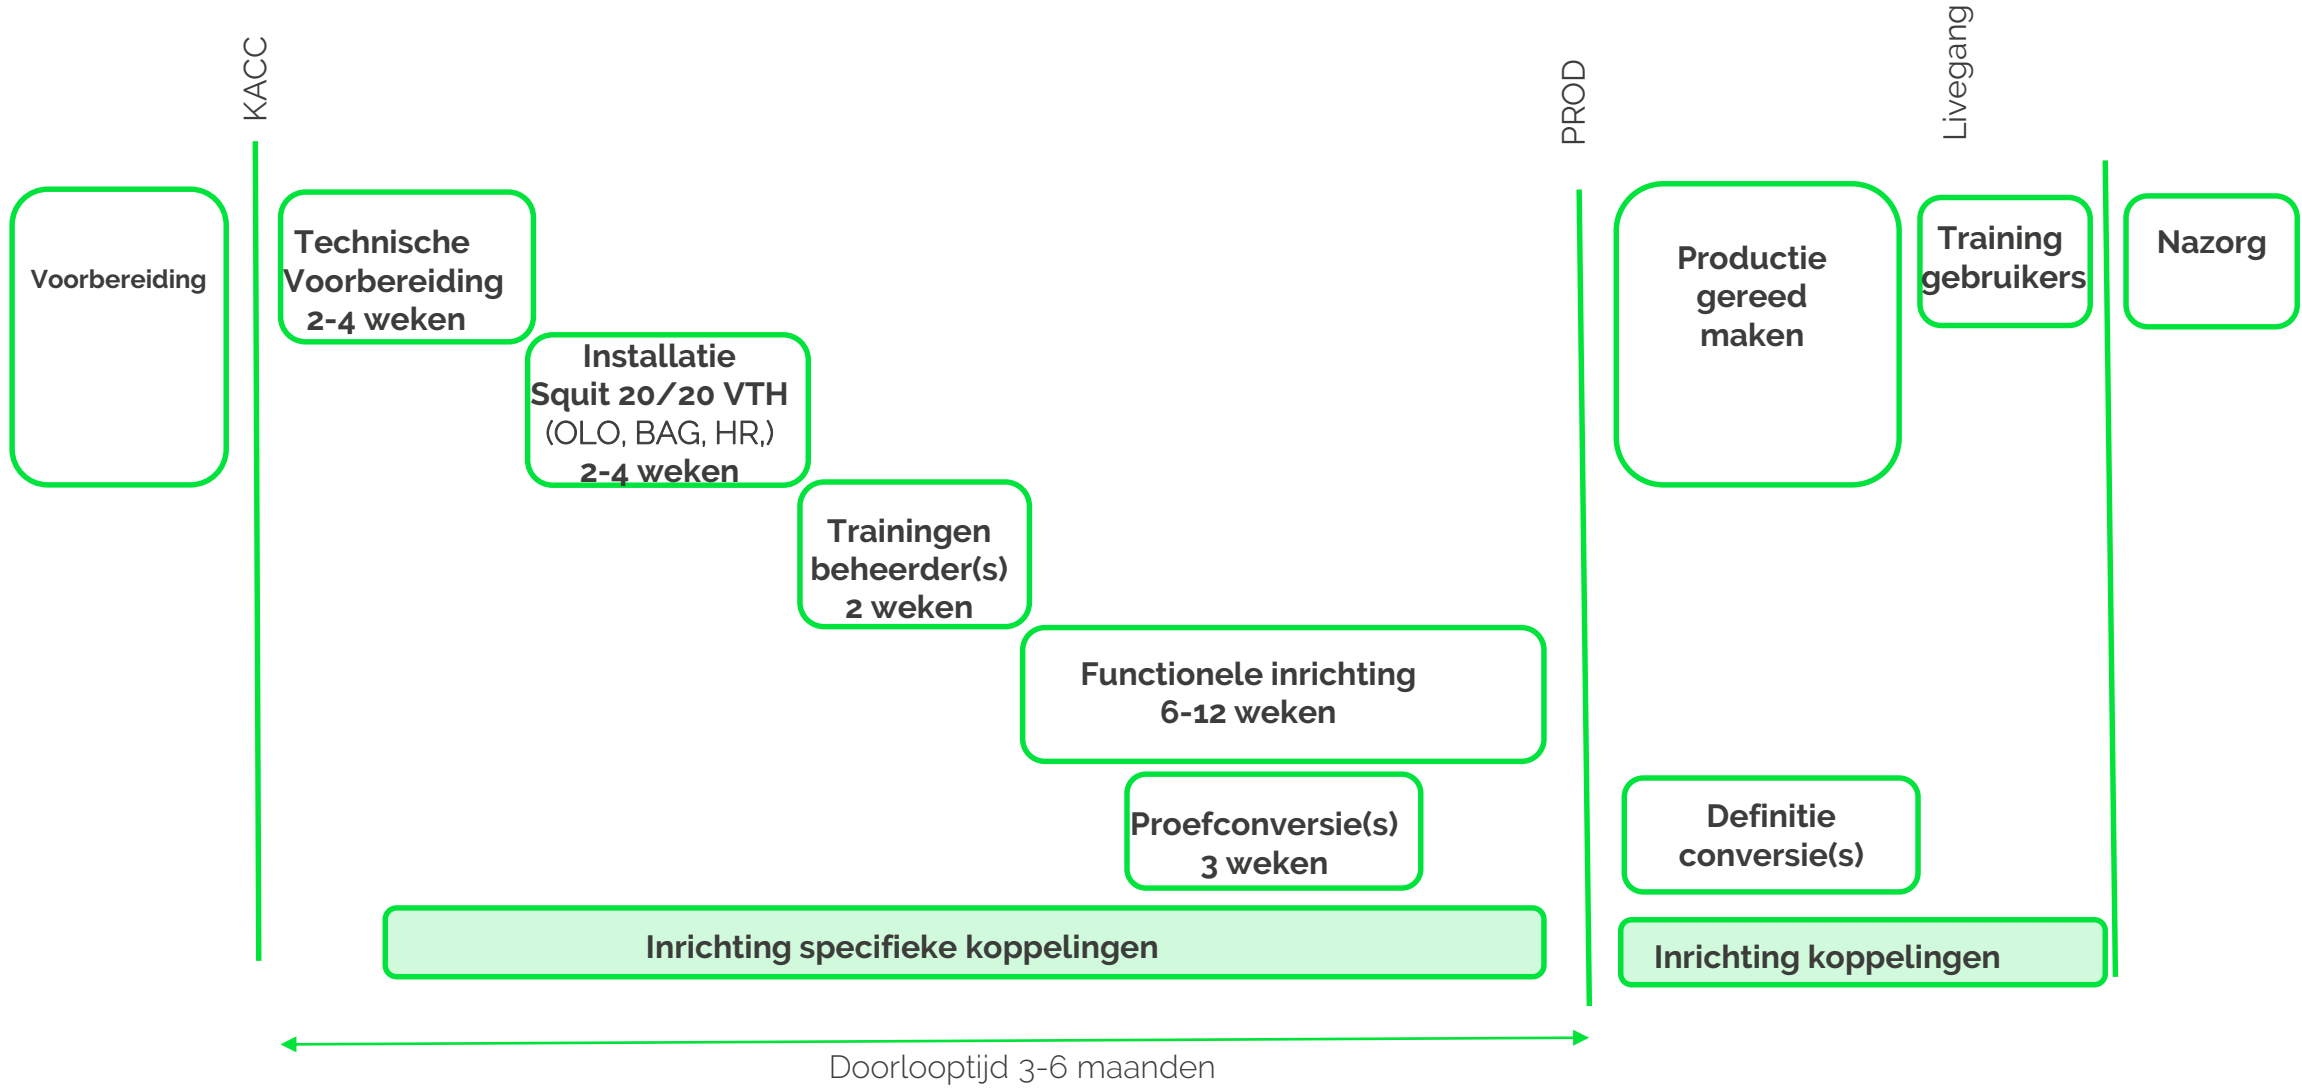 KACC
PROD
Livegang
Voorbereiding
Technische
Voorbereiding
2-4 weken
Installatie
Squit 20/20 VTH
(OLO, BAG, HR,)
2-4 weken
Trainingen
beheerder(s)
2 weken
Functionele inrichting
6-12 weken
Proefconversie(s)
3 weken
Inrichting specifieke koppelingen
Doorlooptijd 3-6 maanden
Productie
gereed
maken
Training
gebruikers
Nazorg
Definitie
conversie(s)
Inrichting koppelingen